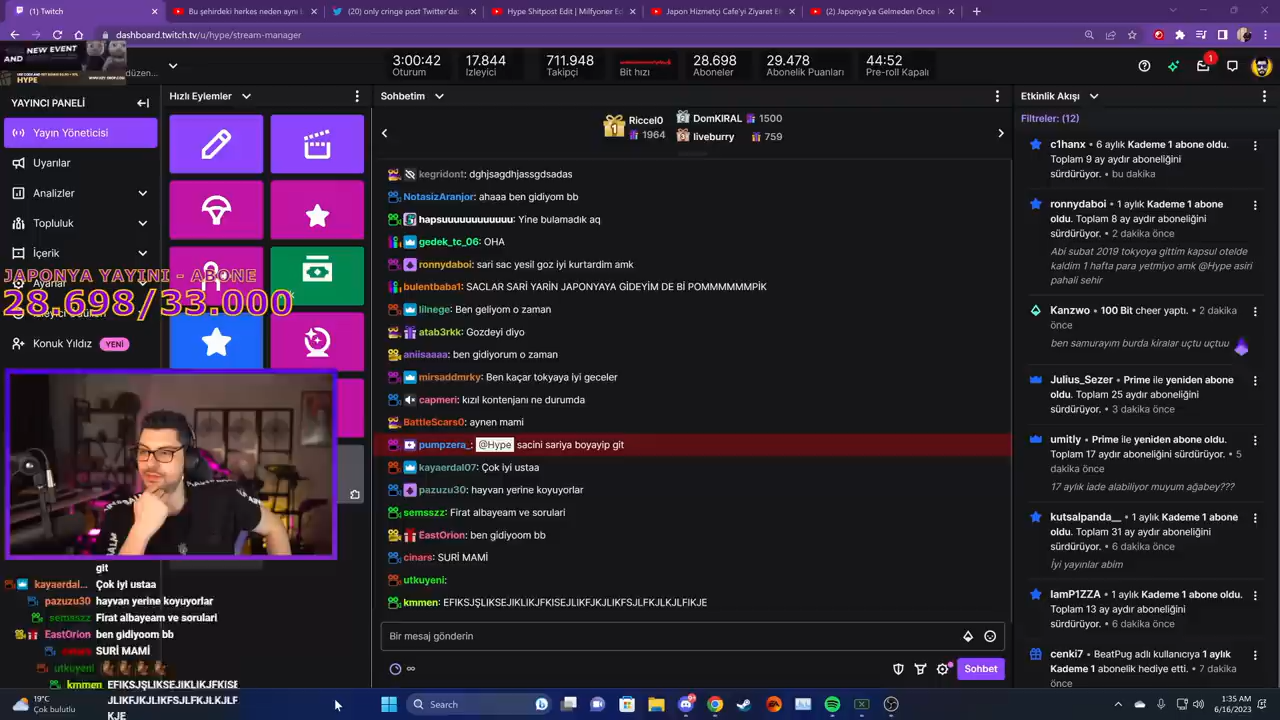 (1) Twitch
Bu şehirdeki herkes neden aynı i
(20) only cringe post Twitter'da:
Hype Shitpost Edit | Milfyoner Ec
Japon Hizmetçi Cafe'yi Ziyaret E
(2) Japonya'ya Gelmeden Önce B
dashboard.twitch.tv/u/hype/stream-manager
NEW EVENT
AND
HYPE
düzen...
3:00:42
Oturum
17.844
İzleyici
711.948
Takipçi
Bit hızı
28.698
Aboneler
29.478
Abonelik Puanları
44:52
Pre-roll Kapalı
1
YAYINCI PANELİ
Yayın Yöneticisi
Uyarılar
Analizler
Topluluk
İçerik
Ayarlar
JAPONYA YAYINI - ABONE
28.698/33.000
Konuk Yıldız YENİ
Hızlı Eylemler
Sohbetim
1 Riccel0
1964
DomKIRAL 1500
liveburry 759
kegridont: dghjsagdhjassgdsadas
NotasizAranjor: ahaaa ben gidiyom bb
hapsuuuuuuuuuuu: Yine bulamadık aq
gedek_tc_06: OHA
ronnydaboi: sari sac yesil goz iyi kurtardim amk
bulentbaba1: SACLAR SARİ YARİN JAPONYAYA GİDEYİM DE Bİ POMMMMMMPİK
lilnege: Ben geliyom o zaman
atab3rkk: Gozdeyi diyo
aniisaaaa: ben gidiyorum o zaman
mirsaddmrky: Ben kaçar tokyaya iyi geceler
capmeri: kızıl kontenjanı ne durumda
BattleScars0: aynen mami
pumpzera_: @Hype sacini sariya boyayip git
kayaerdal07: Çok iyi ustaa
pazuzu30: hayvan yerine koyuyorlar
semsszz: Firat albayeam ve sorulari
EastOrion: ben gidiyoom bb
cinars: SURİ MAMİ
utkuyeni:
kmmen: EFIKSJŞLIKSEJIKLIKJFKISEJLIKFJKJLIKFSJLFKJLKJLFIKJE
Bir mesaj gönderin
Sohbet
Etkinlik Akışı
Filtreler: (12)
c1hanx • 6 aylık Kademe 1 abone oldu.
Toplam 9 ay aydır aboneliğini
sürdürüyor. • bu dakika
ronnydaboi • 1 aylık Kademe 1 abone
oldu. Toplam 8 ay aydır aboneliğini
sürdürüyor. • 2 dakika önce
Abi subat 2019 tokyoya gittim kapsul otelde
kaldim 1 hafta para yetmiyo amk @Hype asiri
pahali sehir
Kanzwo • 100 Bit cheer yaptı. • 2 dakika
önce
ben samurayım burda kiralar uçtu uçtuu
Julius_Sezer • Prime ile yeniden abone
oldu. Toplam 25 aydır aboneliğini
sürdürüyor. • 3 dakika önce
umitly • Prime ile yeniden abone oldu.
Toplam 17 aydır aboneliğini sürdürüyor. • 5
dakika önce
17 aylık iade alabiliyor muyum ağabey???
kutsalpanda__ • 1 aylık Kademe 1 abone
oldu. Toplam 31 ay aydır aboneliğini
sürdürüyor. • 6 dakika önce
İyi yayınlar abim
IamP1ZZA • 1 aylık Kademe 1 abone oldu.
Toplam 13 ay aydır aboneliğini
sürdürüyor. • 6 dakika önce
cenki7 • BeatPug adlı kullanıcıya 1 aylık
Kademe 1 abonelik hediye etti. • 7 dakika
önce
git
kayaerdal... Çok iyi ustaa
pazuzu30 hayvan yerine koyuyorlar
semsszz Firat albayeam ve sorulari
EastOrion ben gidiyoom bb
cinars SURİ MAMİ
utkuyeni
kmmen EFIKSJŞLIKSEJIKLIKJFKISE
JLIKFJKJLIKFSJLFKJLKJLFI
KJE
19°C
Çok bulutlu
Search
1:35 AM
6/16/2023